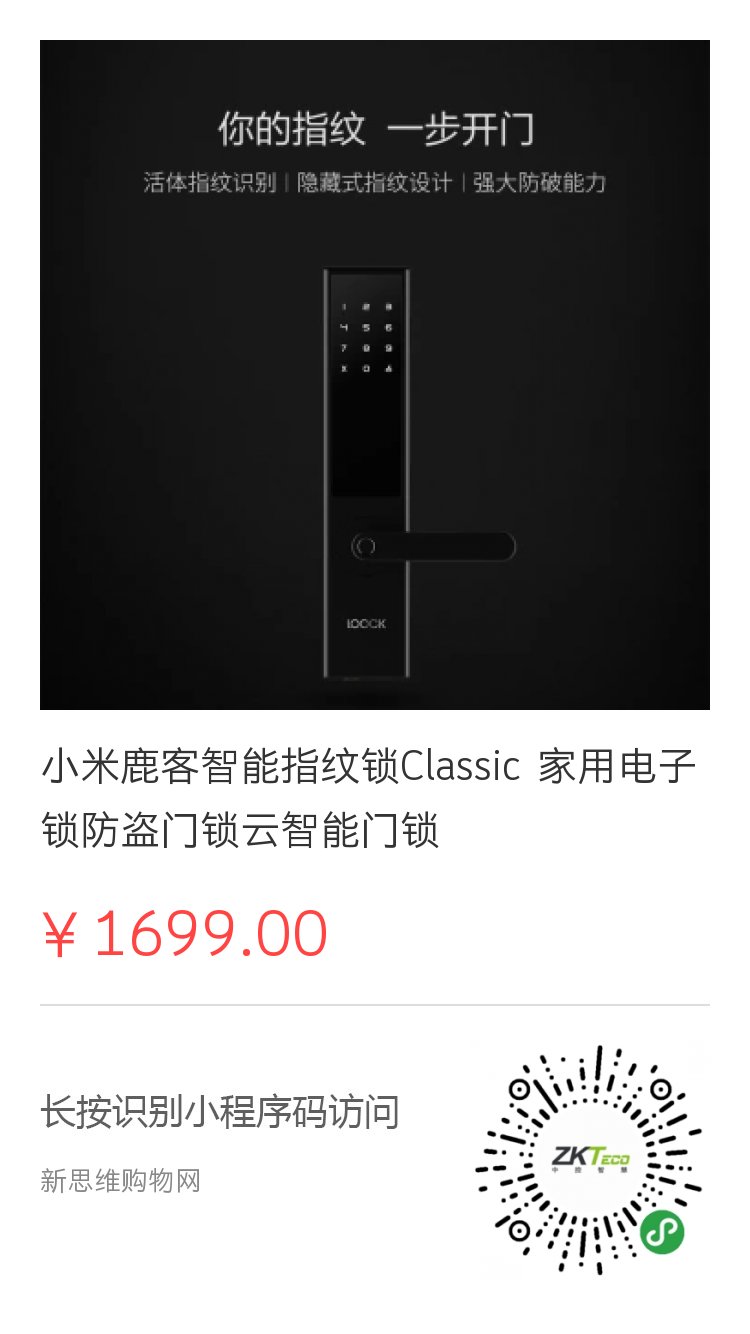 你的指纹 一步开门
活体指纹识别|隐藏式指纹设计|强大防破能力
1 2 3
4 5 6
7 8 9
0
LOOCK
小米鹿客智能指纹锁Classic 家用电子
锁防盗门锁云智能门锁
¥1699.00
长按识别小程序码访问
新思维购物网
ZKTECO
中控智慧